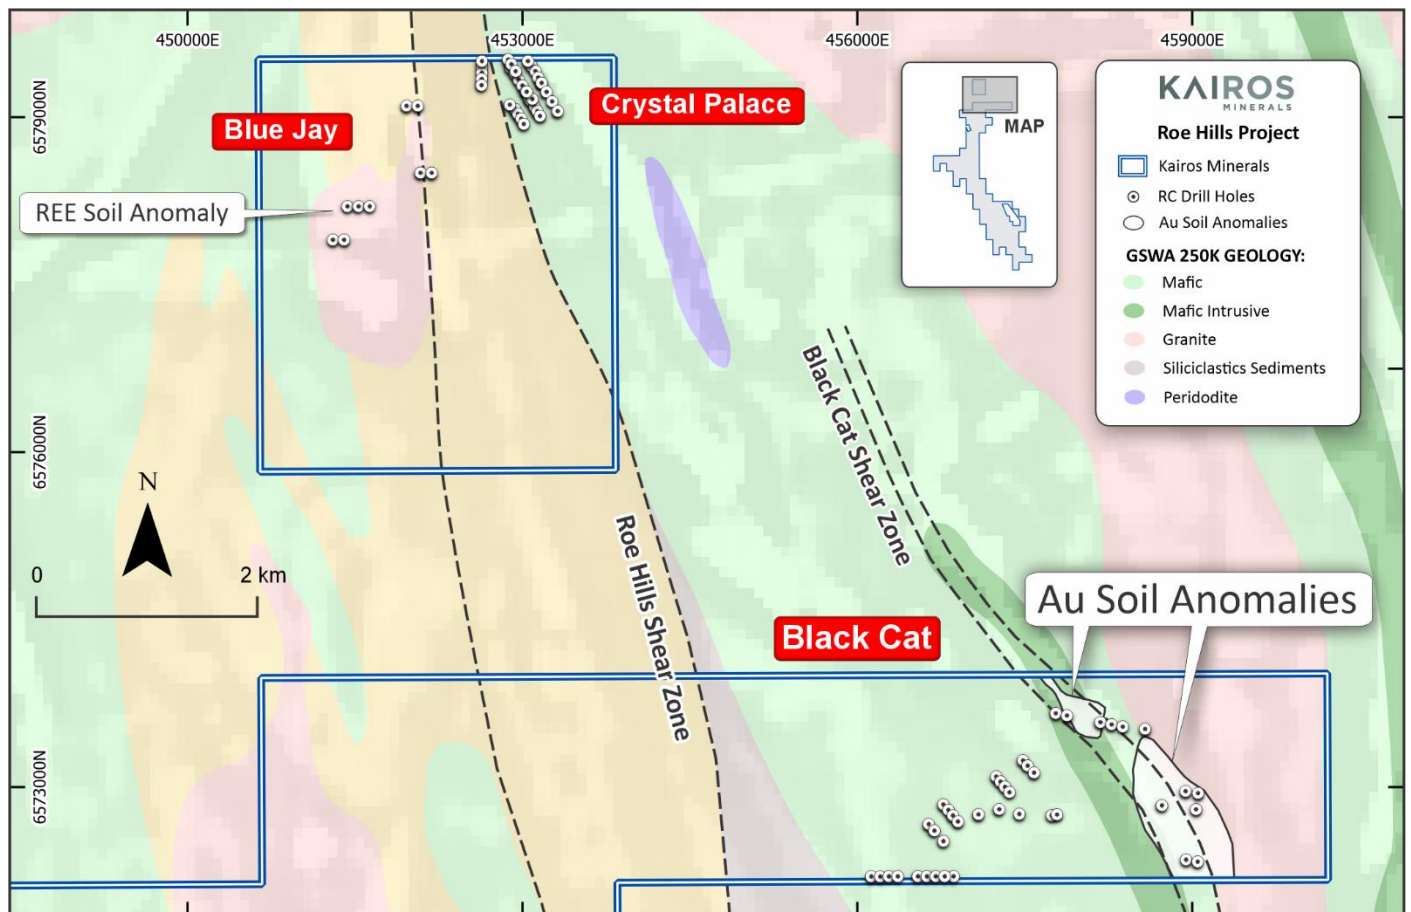 450000E
453000E
456000E
459000E
6579000N
6576000N
6573000N
Blue Jay
Crystal Palace
REE Soil Anomaly
MAP
KAIROS
MINERALS
Roe Hills Project
Kairos Minerals
RC Drill Holes
Au Soil Anomalies
GSWA 250K GEOLOGY:
Mafic
Mafic Intrusive
Granite
Siliciclastics Sediments
Peridodite
Black Cat Shear Zone
Roe Hills Shear Zone
N
0
2 km
Au Soil Anomalies
Black Cat